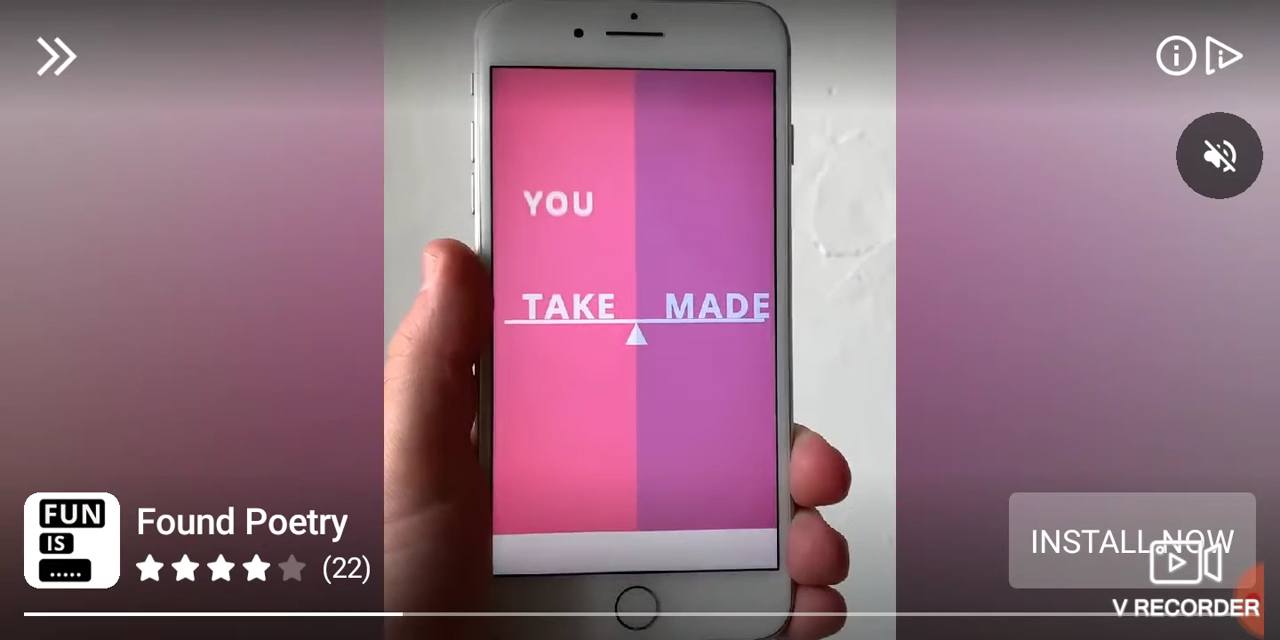 YOU
TAKE MADE
FUN
IS
.....
Found Poetry
(22)
INSTALL NOW
V RECORDER